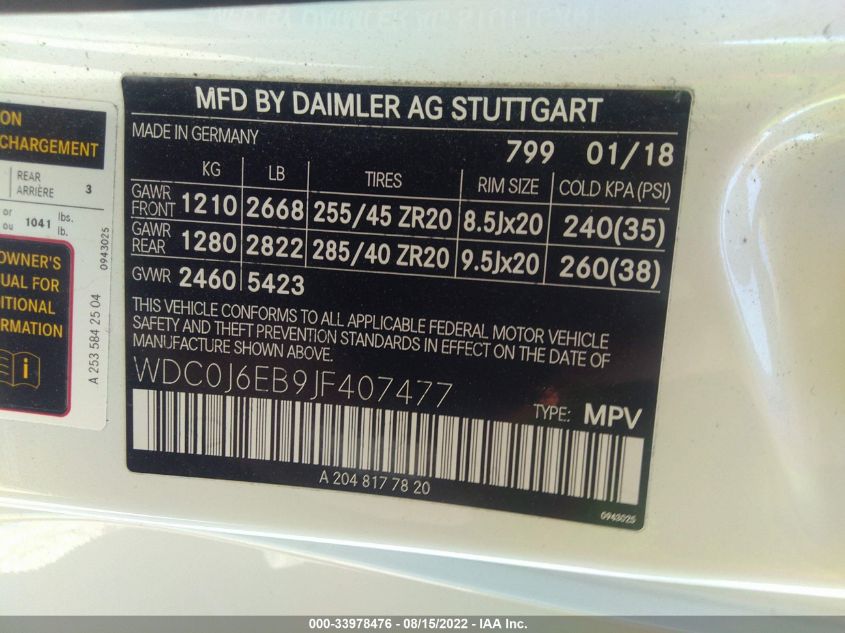 MFD BY DAIMLER AG STUTTGART
MADE IN GERMANY 799 01/18
KG LB TIRES RIM SIZE COLD KPA (PSI)
GAWR FRONT 1210 2668 255/45 ZR20 8.5Jx20 240(35)
GAWR REAR 1280 2822 285/40 ZR20 9.5Jx20 260(38)
GVWR 2460 5423
THIS VEHICLE CONFORMS TO ALL APPLICABLE FEDERAL MOTOR VEHICLE
SAFETY AND THEFT PREVENTION STANDARDS IN EFFECT ON THE DATE OF
MANUFACTURE SHOWN ABOVE.
WDC0J6EB9JF407477
TYPE: MPV
A 204 817 78 20
0943025
ION
CHARGEMENT
REAR
ARRIÈRE 3
or
ou 1041 lbs.
lb.
OWNER'S
UAL FOR
ITIONAL
ORMATION
i
0943025
A 253 584 25 04
000-33978476 - 08/15/2022 - IAA Inc.